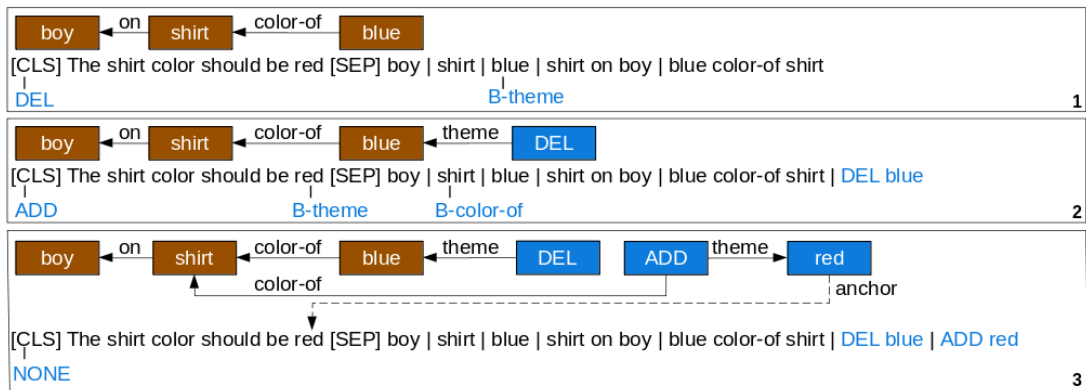 on color-of
boy shirt blue
[CLS] The shirt color should be red [SEP] boy | shirt | blue | shirt on boy | blue color-of shirt
DEL B-theme
1
on color-of theme
boy shirt blue DEL
[CLS] The shirt color should be red [SEP] boy | shirt | blue | shirt on boy | blue color-of shirt | DEL blue
ADD B-theme B-color-of
2
on color-of theme theme
boy shirt blue DEL ADD red
color-of anchor
[CLS] The shirt color should be red [SEP] boy | shirt | blue | shirt on boy | blue color-of shirt | DEL blue | ADD red
NONE
3